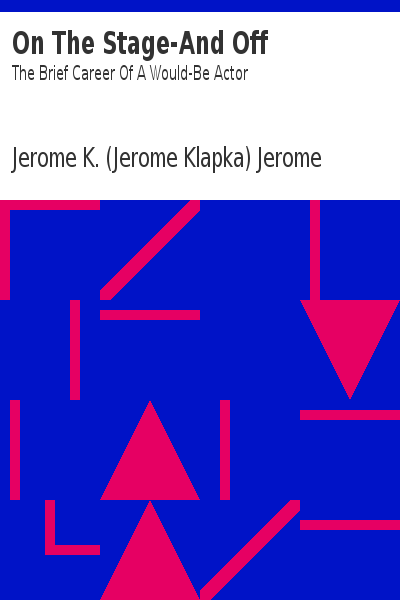 On The Stage-And Off
The Brief Career Of A Would-Be Actor
Jerome K. (Jerome Klapka) Jerome